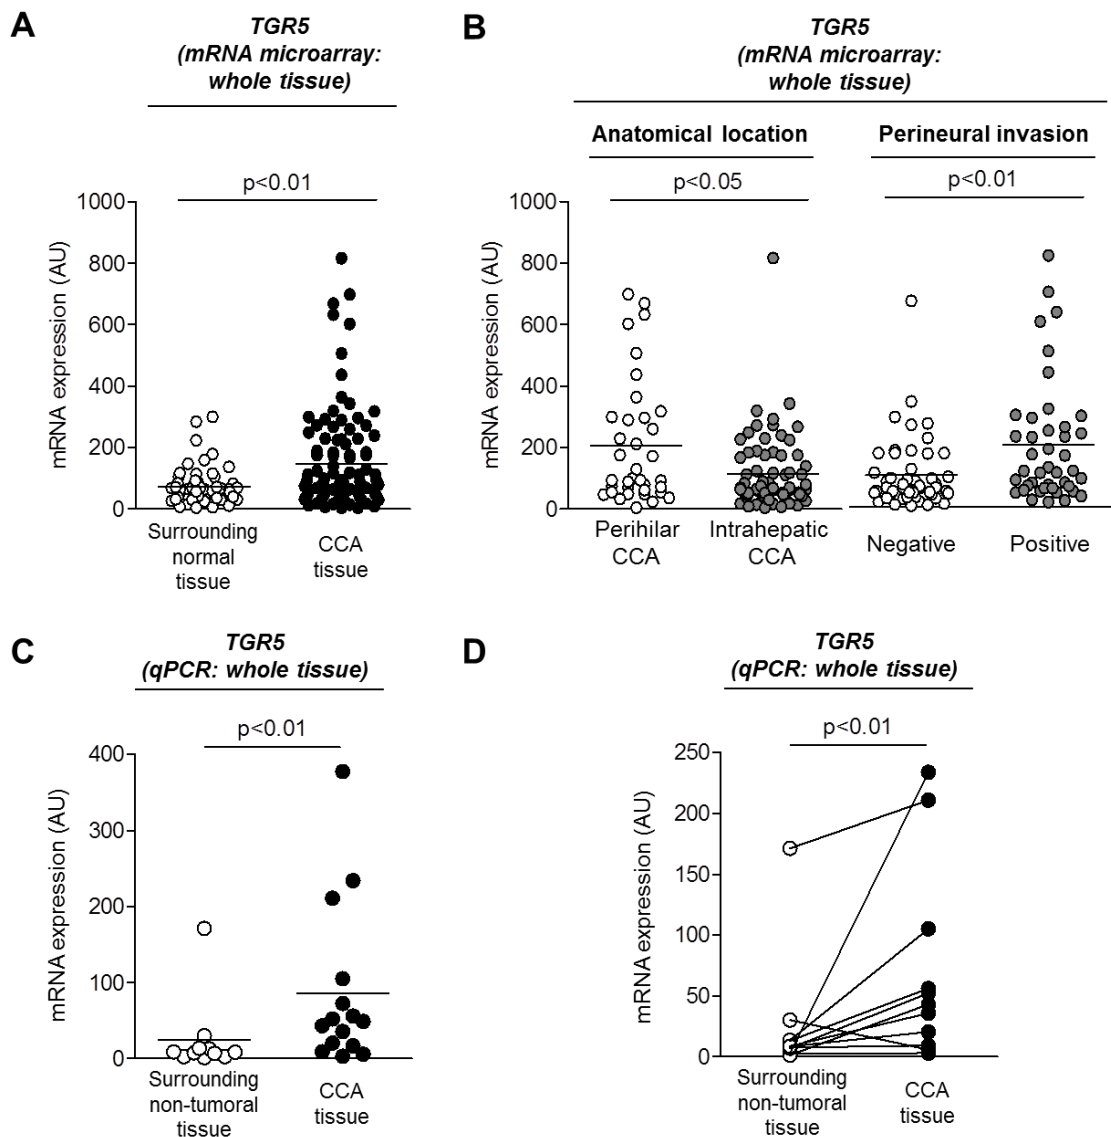 A
TGR5
(mRNA microarray:
whole tissue)
p<0.01
mRNA expression (AU)
1000
800
600
400
200
0
Surrounding
normal
tissue
CCA
tissue
B
TGR5
(mRNA microarray:
whole tissue)
Anatomical location
Perineural invasion
p<0.05
p<0.01
mRNA expression (AU)
1000
800
600
400
200
0
Perihilar
CCA
Intrahepatic
CCA
Negative
Positive
C
TGR5
(qPCR: whole tissue)
p<0.01
mRNA expression (AU)
400
300
200
100
0
Surrounding
non-tumoral
tissue
CCA
tissue
D
TGR5
(qPCR: whole tissue)
p<0.01
mRNA expression (AU)
250
200
150
100
50
0
Surrounding
non-tumoral
tissue
CCA
tissue